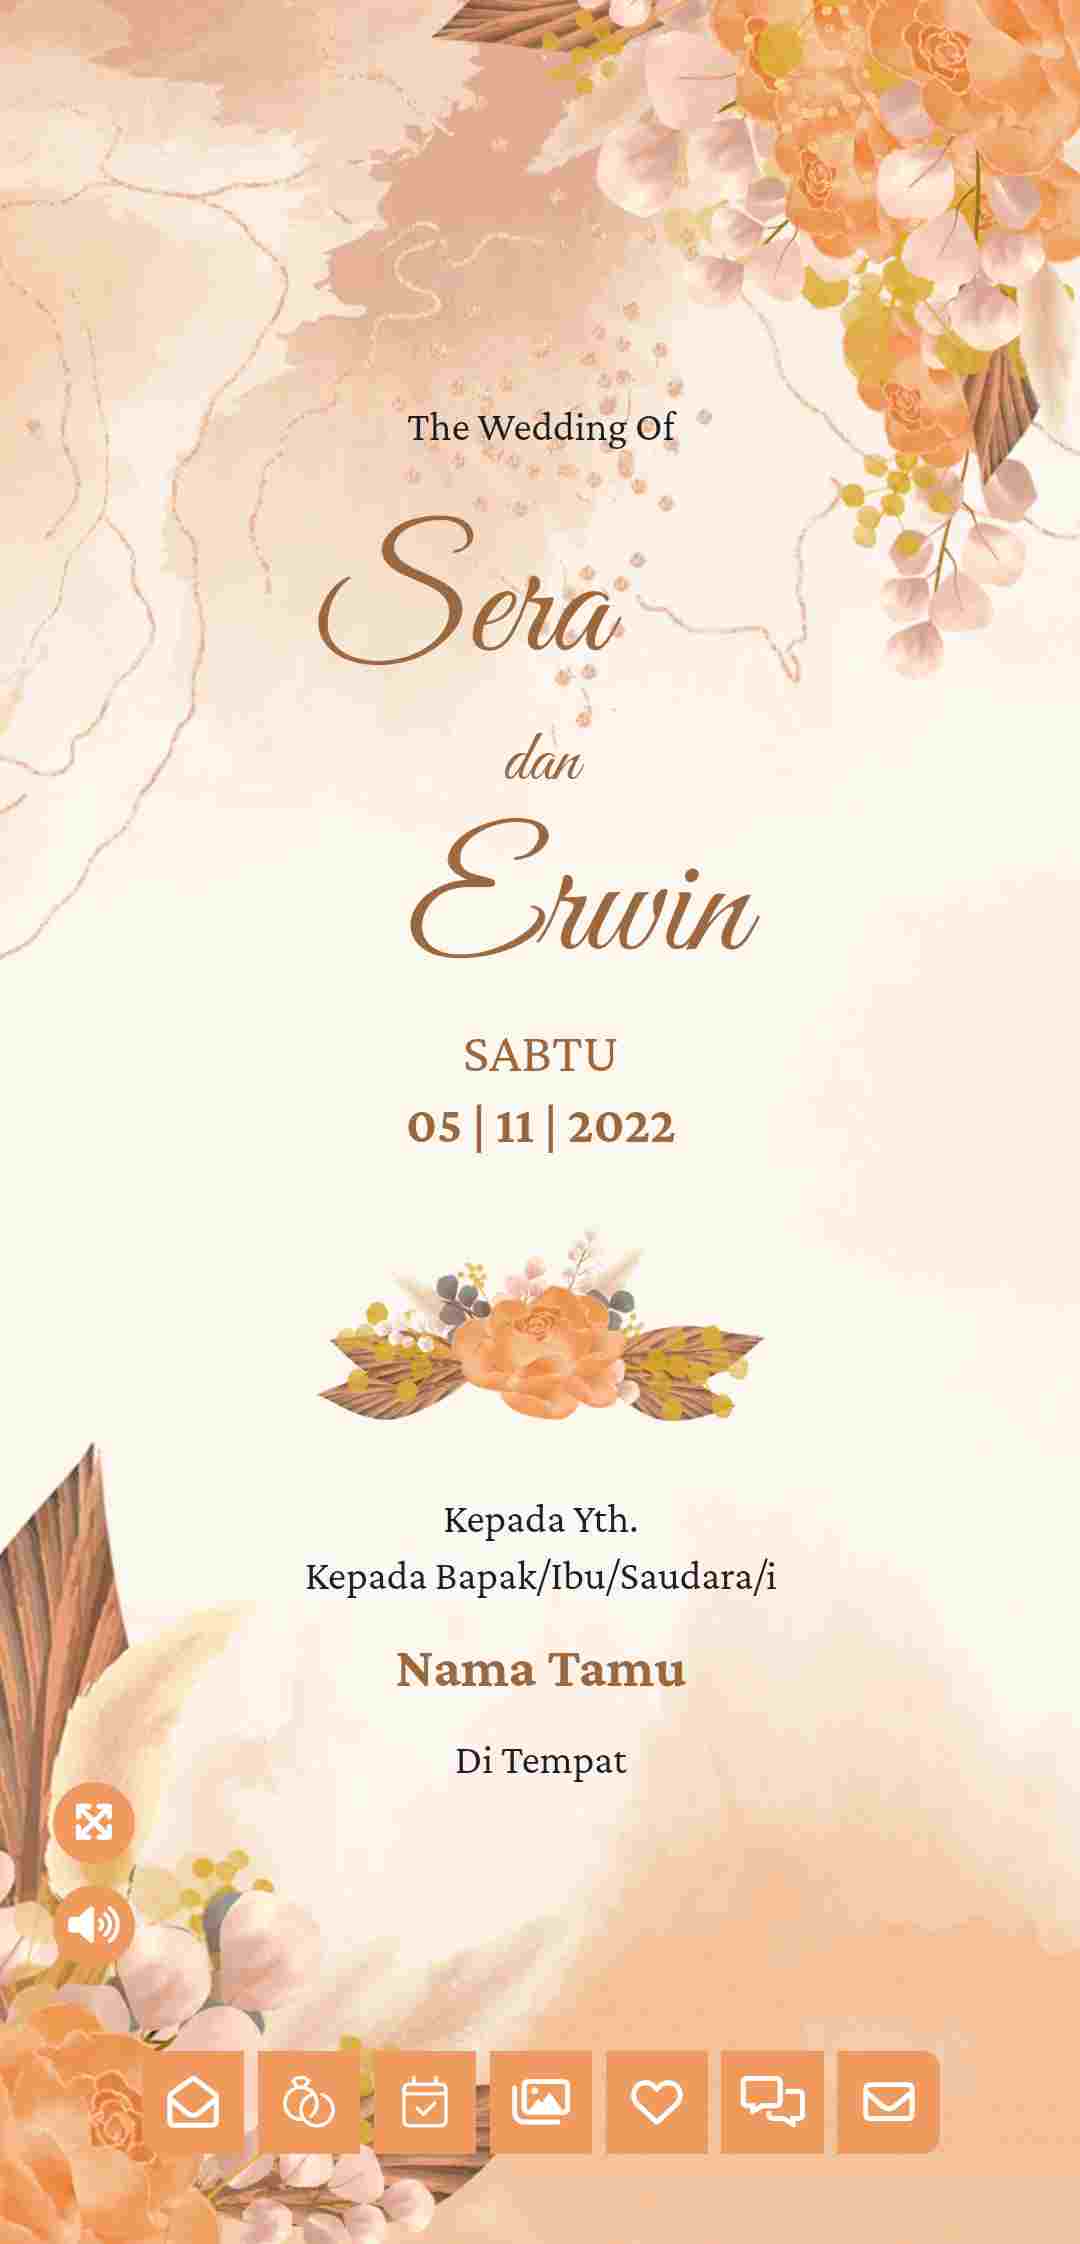 The Wedding Of
Sera
dan
Erwin
SABTU
05 | 11 | 2022
Kepada Yth.
Kepada Bapak/Ibu/Saudara/i
Nama Tamu
Di Tempat